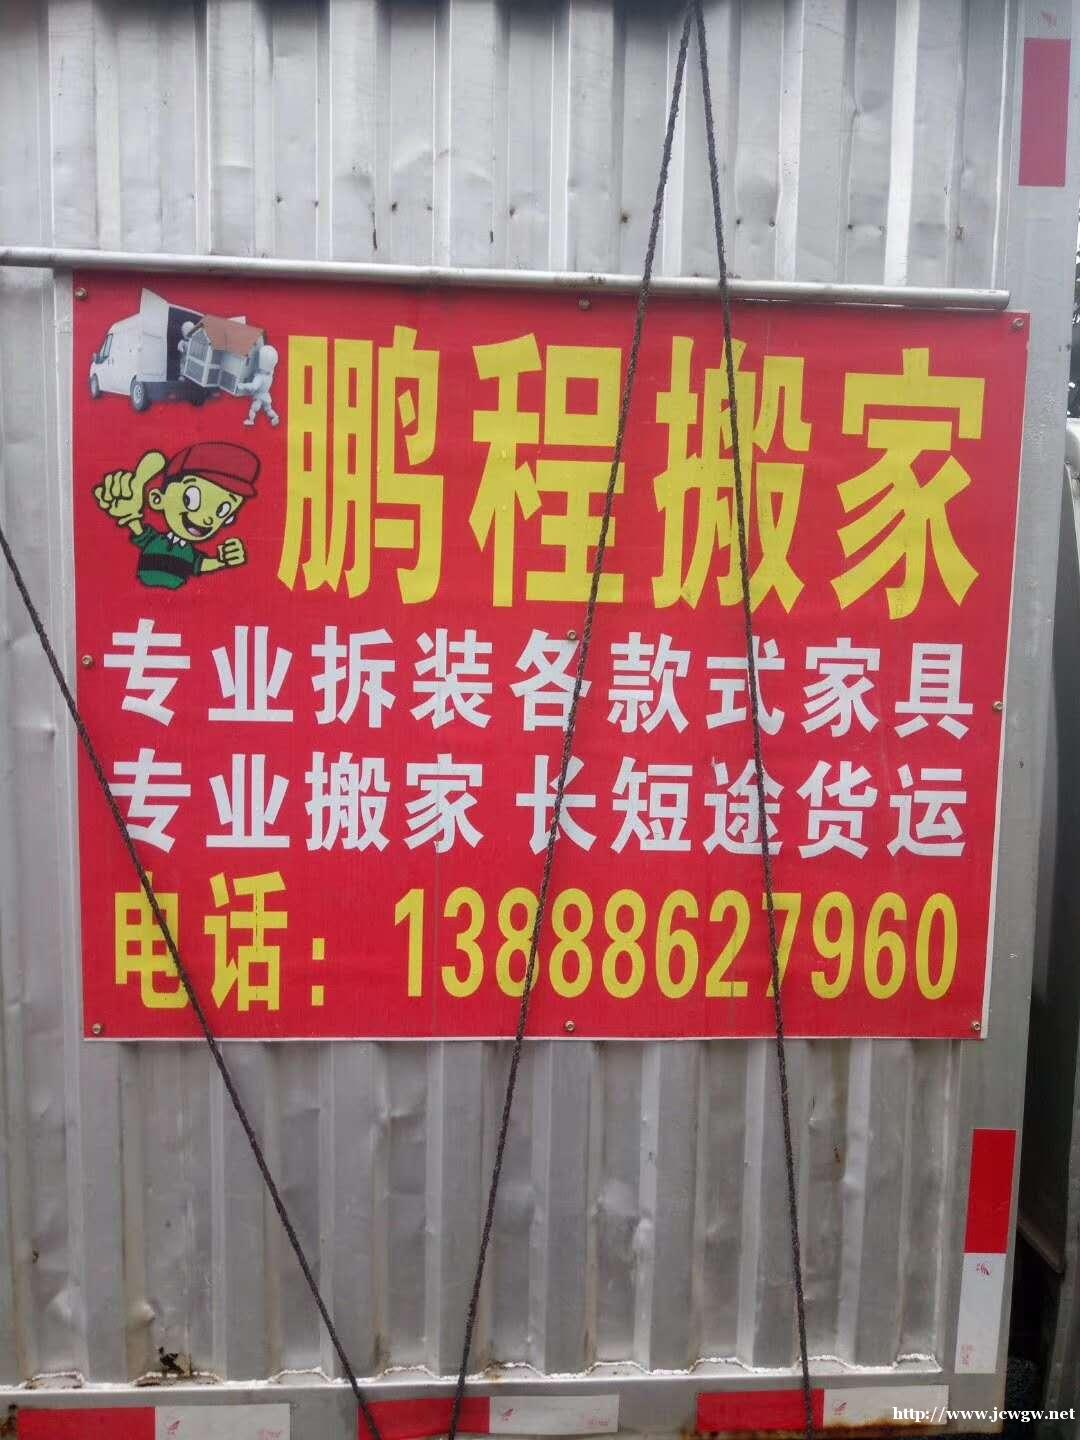 鹏程搬家
专业拆装各款式家具
专业搬家 长短途货运
电话：13888627960
http://www.jcwgw.net